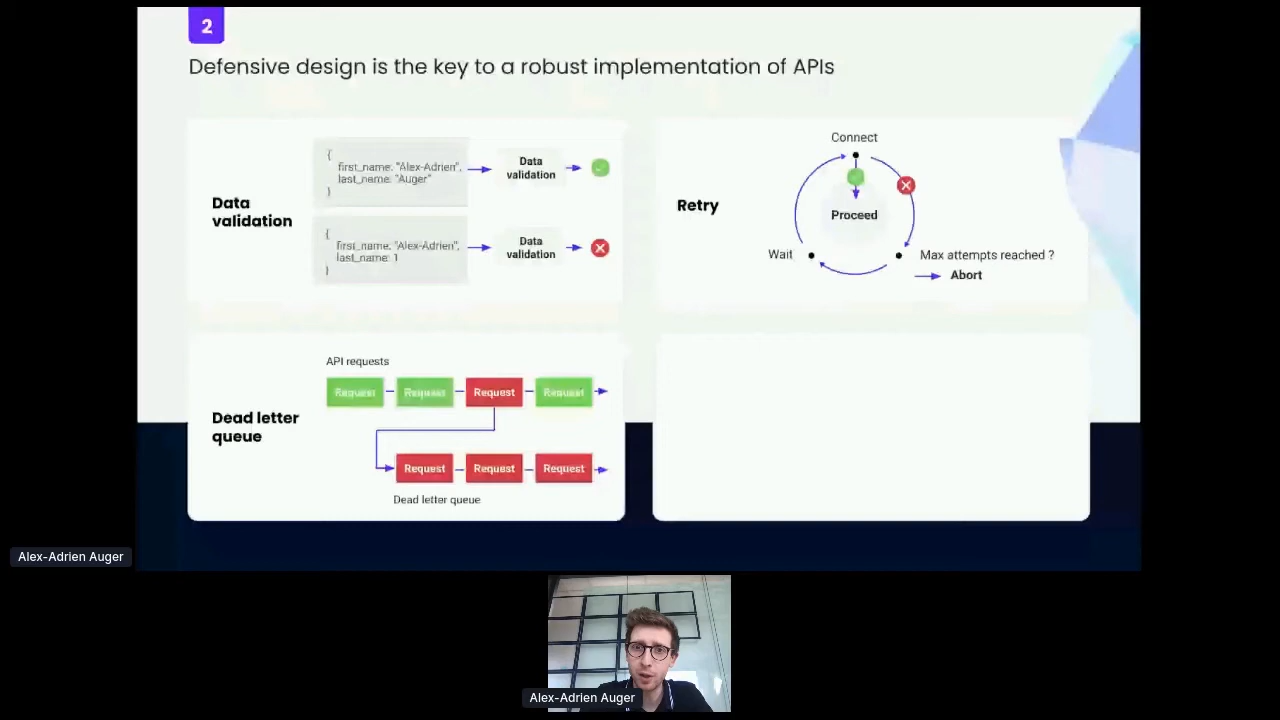 2
Defensive design is the key to a robust implementation of APIs
Data
validation
{
first_name: "Alex-Adrien",
last_name: "Auger"
}
Data
validation
{
first_name: "Alex-Adrien",
last_name: 1
}
Data
validation
Retry
Connect
Proceed
Wait
Max attempts reached ?
Abort
Dead letter
queue
API requests
Request
Request
Request
Request
Request
Request
Request
Dead letter queue
Alex-Adrien Auger
Alex-Adrien Auger